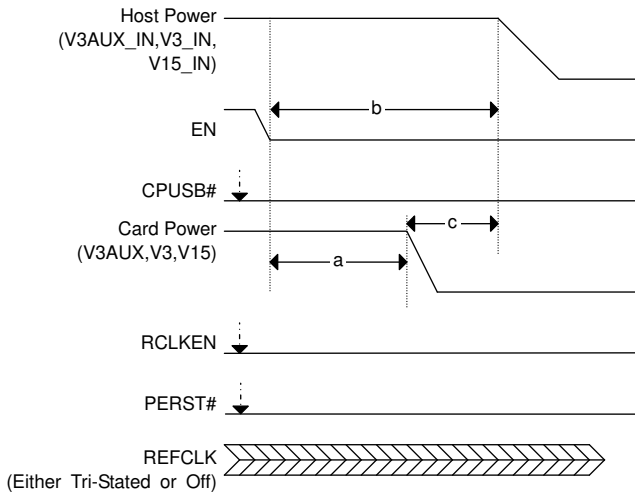 Host Power
(V3AUX_IN,V3_IN,
V15_IN)
b
EN
CPUSB#
Card Power
(V3AUX,V3,V15)
c
a
RCLKEN
PERST#
REFCLK
(Either Tri-Stated or Off)